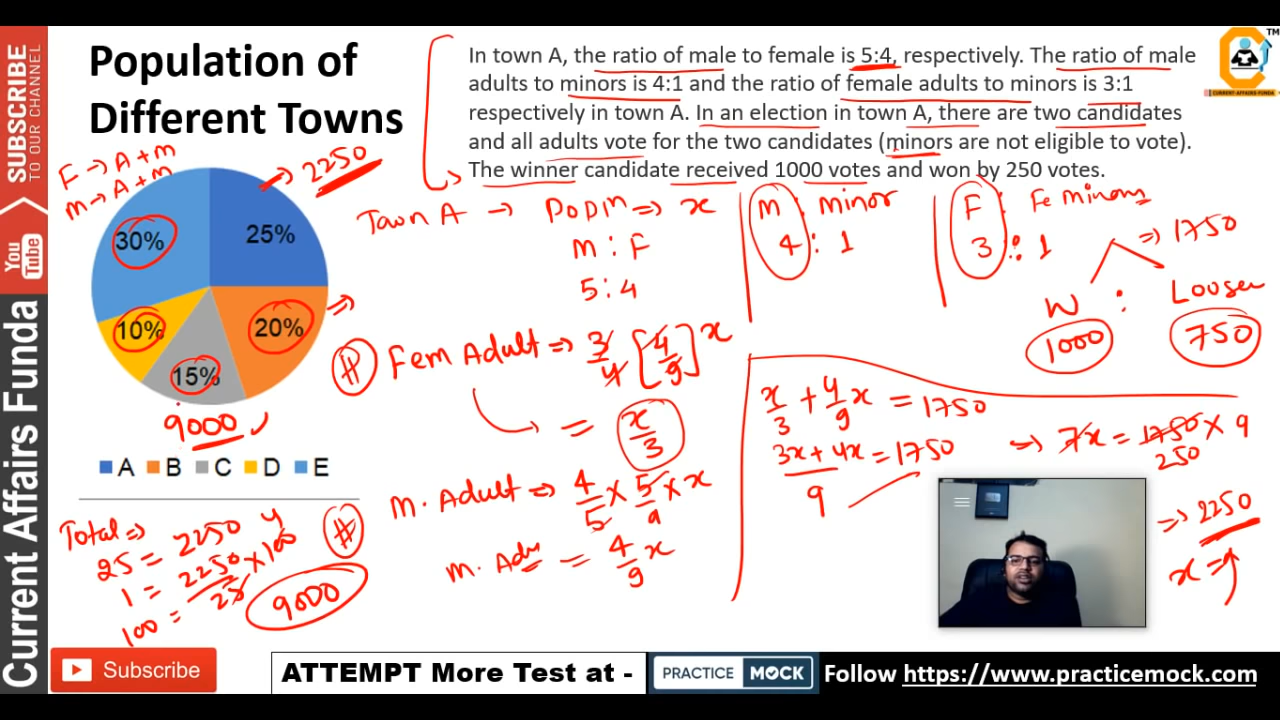 SUBSCRIBE
TO OUR CHANNEL
You
Tube
Current Affairs Funda
Population of
Different Towns
In town A, the ratio of male to female is 5:4, respectively. The ratio of male
adults to minors is 4:1 and the ratio of female adults to minors is 3:1
respectively in town A. In an election in town A, there are two candidates
and all adults vote for the two candidates (minors are not eligible to vote).
The winner candidate received 1000 votes and won by 250 votes.
TM
CURRENT-AFFAIRS-FUNDA
F → A + m
m → A + m
→ 2250
30%
25%
10%
20%
15%
9000
A B C D E
Total ⇒
25 = 2250
1 = 2250/25 × 100
100 =
9000
Town A → Popm ⇒ x
m : F
5 : 4
M : minor
4 : 1
F : Fe minors
3 : 1
⇒ 1750
W : Looser
1000 750
# Fem Adult ⇒ 3/4 [4/9] x
= x/3
M. Adult ⇒ 4/5 × 5/9 × x
# m. Adu = 4/9 x
x/3 + 4/9 x = 1750
3x + 4x/9 = 1750
⇒ 7x = 1750 × 9
250
⇒ 2250
x =
Subscribe
ATTEMPT More Test at -
PRACTICE MOCK
Follow https://www.practicemock.com